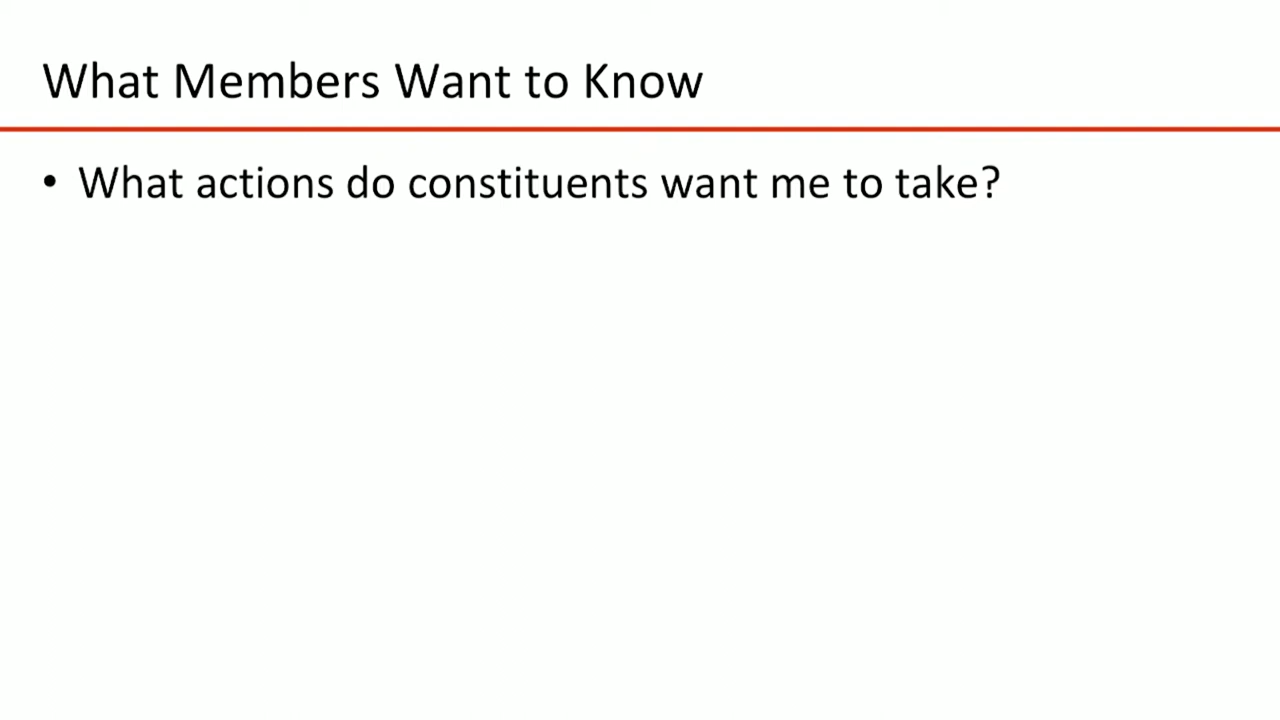 What Members Want to Know
• What actions do constituents want me to take?